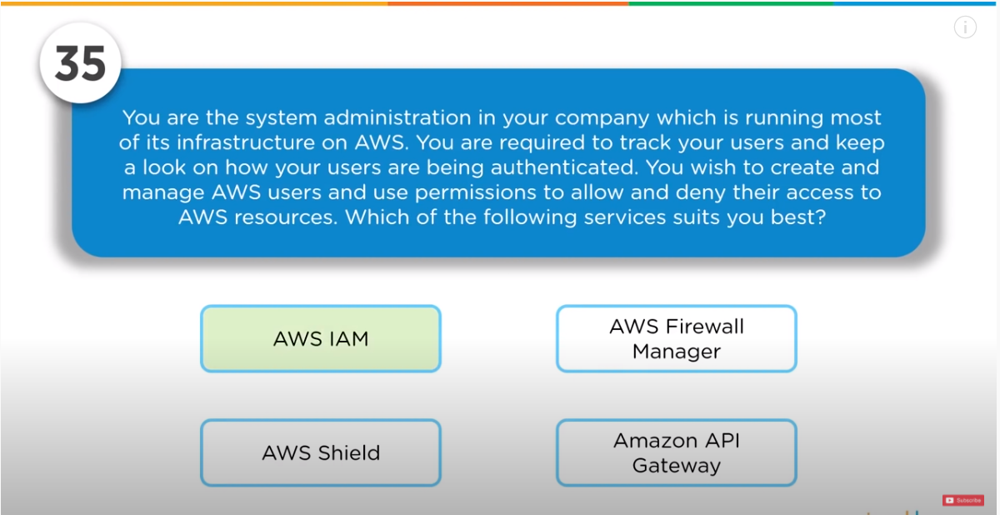 35
You are the system administration in your company which is running most
of its infrastructure on AWS. You are required to track your users and keep
a look on how your users are being authenticated. You wish to create and
manage AWS users and use permissions to allow and deny their access to
AWS resources. Which of the following services suits you best?
AWS IAM
AWS Firewall
Manager
AWS Shield
Amazon API
Gateway
Subscribe